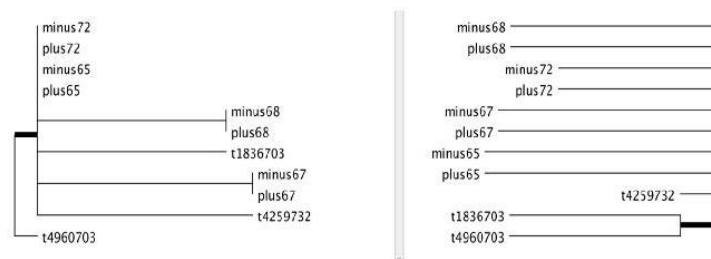 minus72
plus72
minus65
plus65
minus68
plus68
t1836703
minus67
plus67
t4259732
t4960703
minus68
plus68
minus72
plus72
minus67
plus67
minus65
plus65
t4259732
t1836703
t4960703